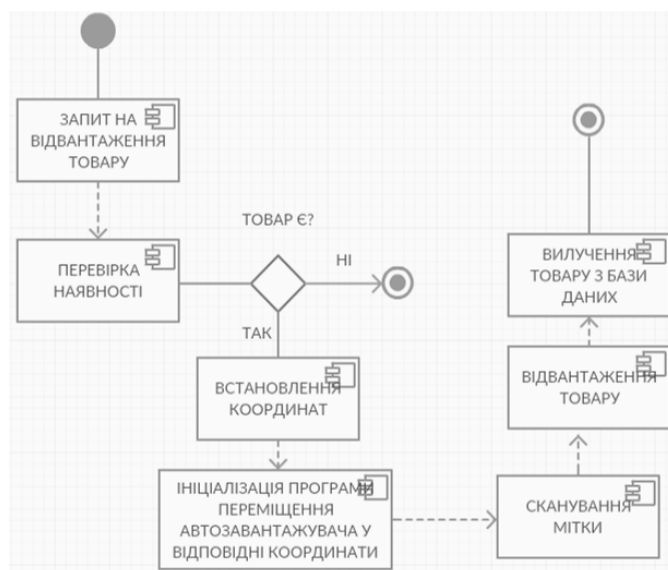 ЗАПИТ НА
ВІДВАНТАЖЕННЯ
ТОВАРУ
ПЕРЕВІРКА
НАЯВНОСТІ
ТОВАР Є?
НІ
ТАК
ВСТАНОВЛЕННЯ
КООРДИНАТ
ІНІЦІАЛІЗАЦІЯ ПРОГРАМИ
ПЕРЕМІЩЕННЯ
АВТОЗАВАНТАЖУВАЧА У
ВІДПОВІДНІ КООРДИНАТИ
СКАНУВАННЯ
МІТКИ
ВІДВАНТАЖЕННЯ
ТОВАРУ
ВИЛУЧЕННЯ
ТОВАРУ З БАЗИ
ДАНИХ